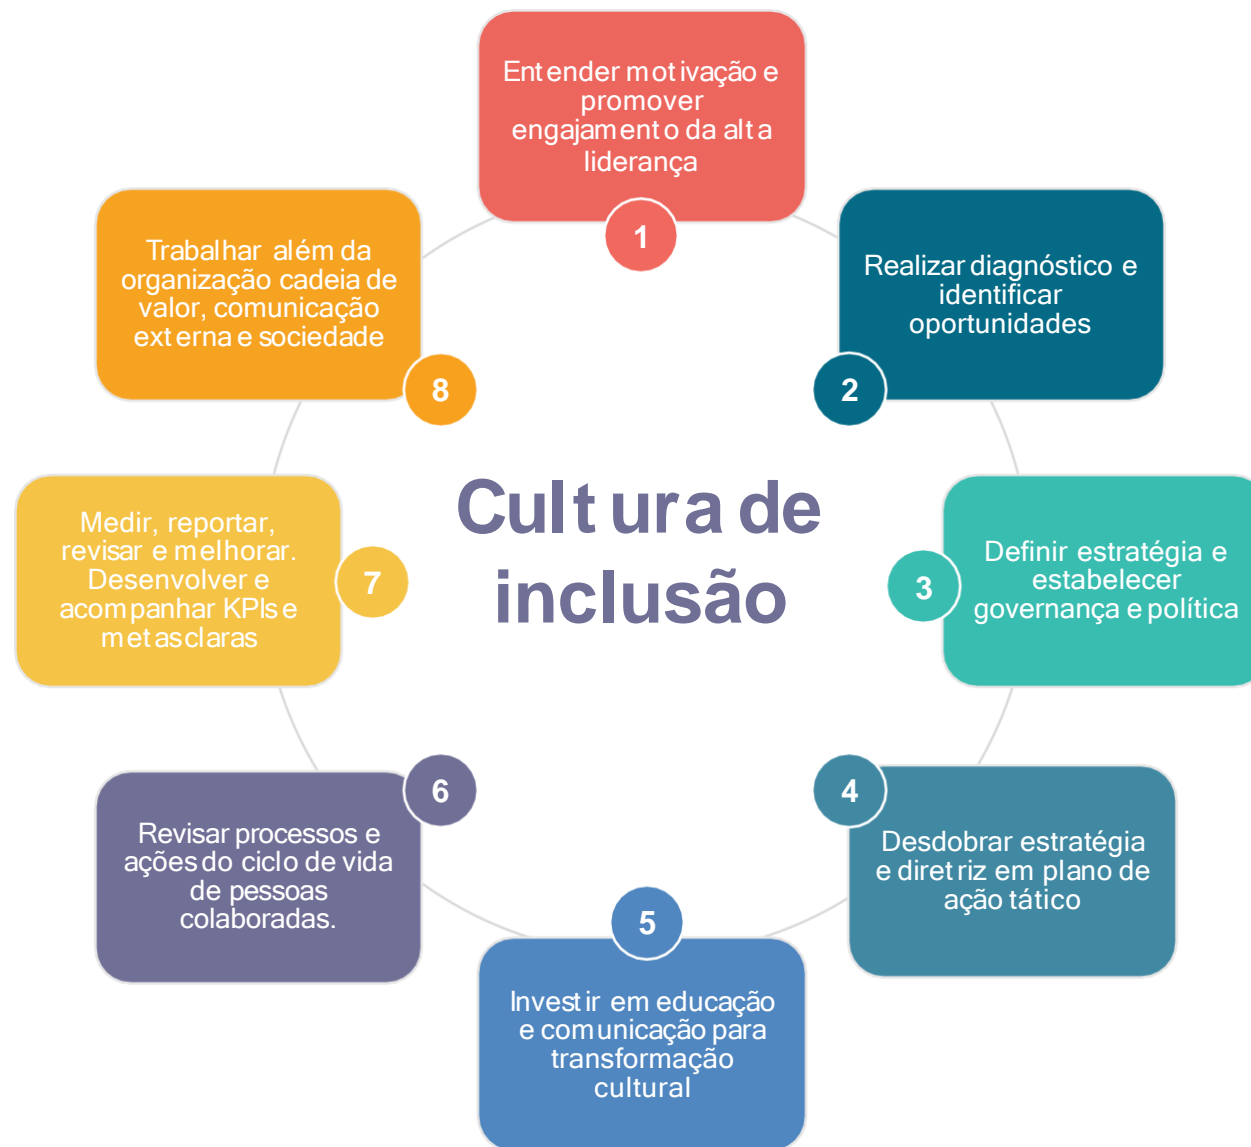 Entender motivação e
promover
engajamento da alta
liderança
1
Realizar diagnóstico e
identificar
oportunidades
2
Definir estratégia e
estabelecer
governança e política
3
Desdobrar estratégia
e diretriz em plano de
ação tático
4
Investir em educação
e comunicação para
transformação
cultural
5
Revisar processos e
ações do ciclo de vida
de pessoas
colaboradas.
6
Medir, reportar,
revisar e melhorar.
Desenvolver e
acompanhar KPIs e
metas claras
7
Trabalhar além da
organização cadeia de
valor, comunicação
externa e sociedade
8
Cultura de
inclusão